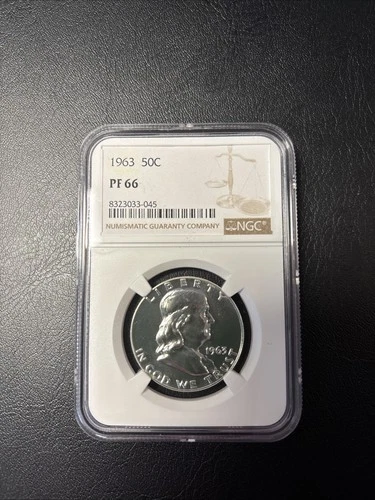 1963 50C
PF 66
8323033-045
NUMISMATIC GUARANTY COMPANY
NGC®
LIBERTY
1963
IN GOD WE TRUST